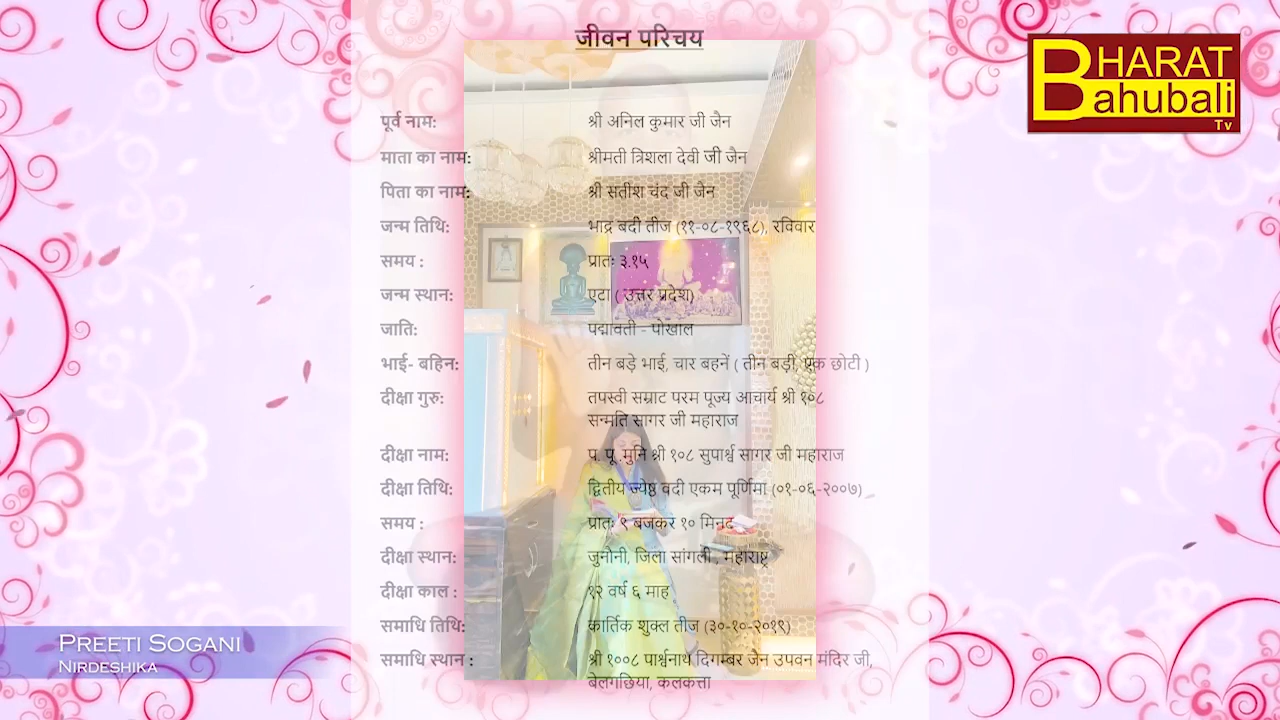 जीवन परिचय
BHARAT
Bahubali
Tv
पूर्व नाम: श्री अनिल कुमार जी जैन
माता का नाम: श्रीमती त्रिशला देवी जी जैन
पिता का नाम: श्री सतीश चंद जी जैन
जन्म तिथि: भाद्र बदी तीज (११-०८-१९६८), रविवार
समय : प्रातः ३.१५
जन्म स्थान: एटा ( उत्तर प्रदेश)
जाति: पद्मावती - पोरवाल
भाई- बहिन: तीन बड़े भाई, चार बहनें ( तीन बड़ी, एक छोटी )
दीक्षा गुरु: तपस्वी सम्राट परम पूज्य आचार्य श्री १०८
सन्मति सागर जी महाराज
दीक्षा नाम: प. पू .मुनि श्री १०८ सुपार्श्व सागर जी महाराज
दीक्षा तिथि: द्वितीय ज्येष्ठ वदी एकम पूर्णिमा (०१-०६-२००७)
समय : प्रातः ९ बजकर १० मिनट
दीक्षा स्थान: जुनोनी, जिला सांगली , महाराष्ट्र
दीक्षा काल : १२ वर्ष ६ माह
समाधि तिथि: कार्तिक शुक्ल तीज (३०-१०-२०१९)
समाधि स्थान : श्री १००८ पार्श्वनाथ दिगम्बर जैन उपवन मंदिर जी,
बेलगछिया, कलकत्ता
PREETI SOGANI
NIRDESHIKA